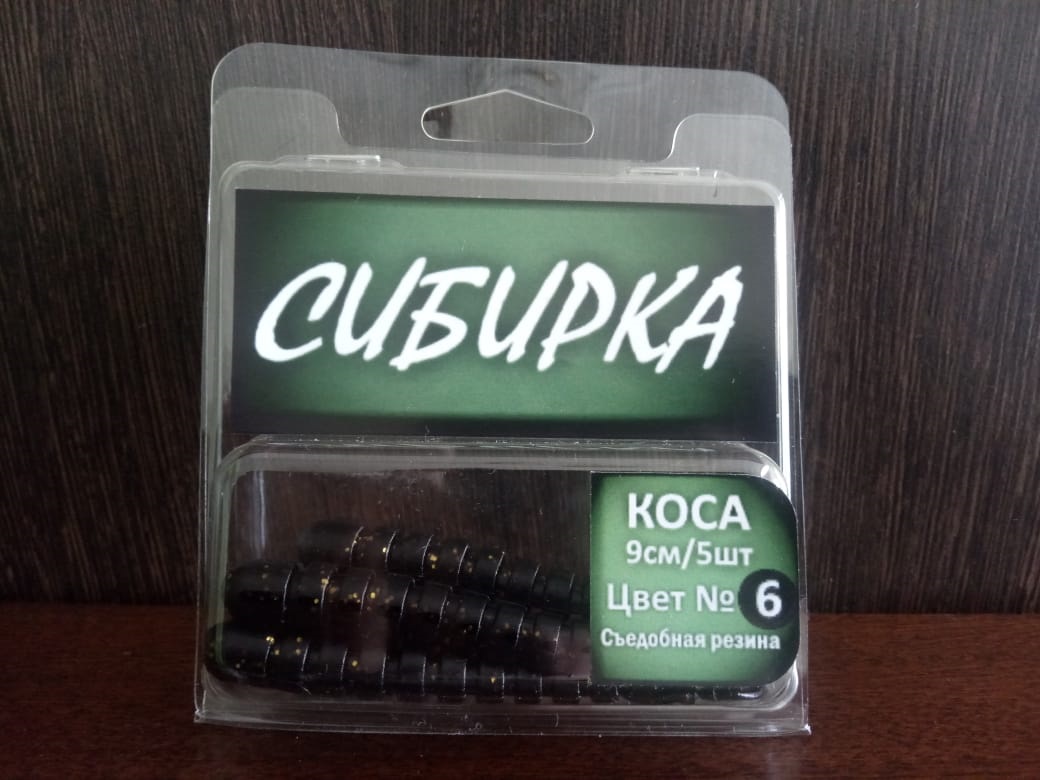 СИБИРКА
КОСА
9см/5шт
Цвет № 6
Съедобная резина